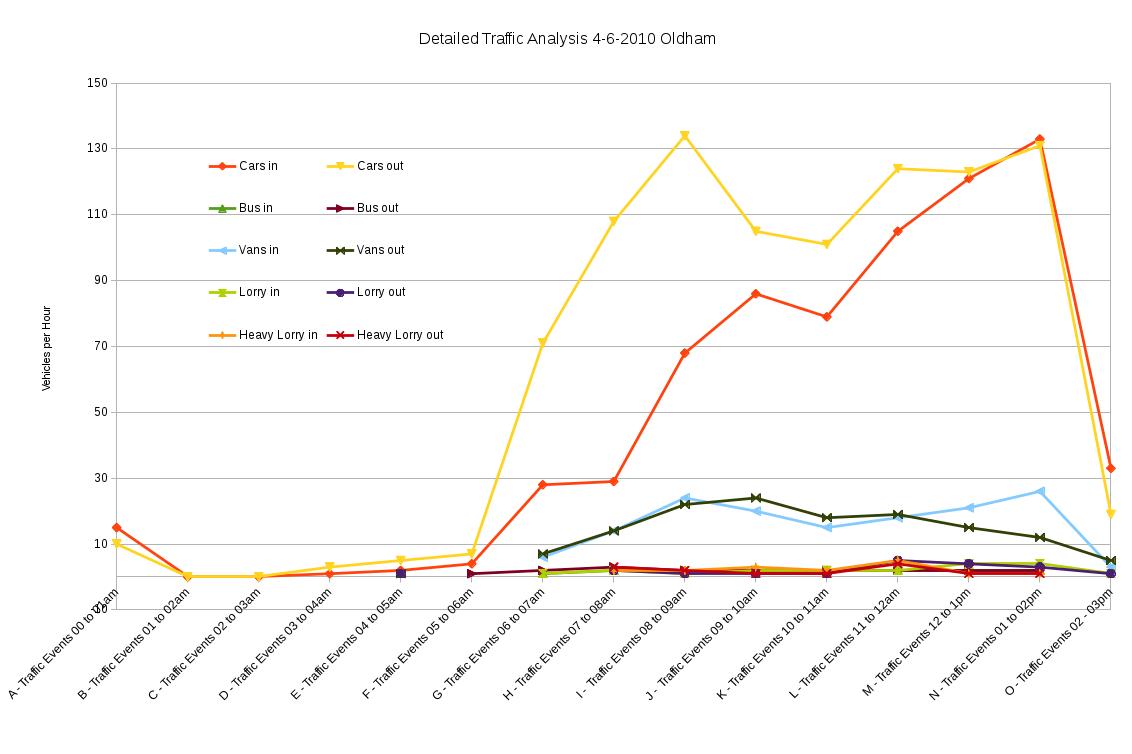 Detailed Traffic Analysis 4-6-2010 Oldham
150
130
110
90
70
50
30
10
Vehicles per Hour
Cars in
Cars out
Bus in
Bus out
Vans in
Vans out
Lorry in
Lorry out
Heavy Lorry in
Heavy Lorry out
A - Traffic Events 00 to 01am
B - Traffic Events 01 to 02am
C - Traffic Events 02 to 03am
D - Traffic Events 03 to 04am
E - Traffic Events 04 to 05am
F - Traffic Events 05 to 06am
G - Traffic Events 06 to 07am
H - Traffic Events 07 to 08am
I - Traffic Events 08 to 09am
J - Traffic Events 09 to 10am
K - Traffic Events 10 to 11am
L - Traffic Events 11 to 12am
M - Traffic Events 12 to 1pm
N - Traffic Events 01 to 02pm
O - Traffic Events 02 - 03pm